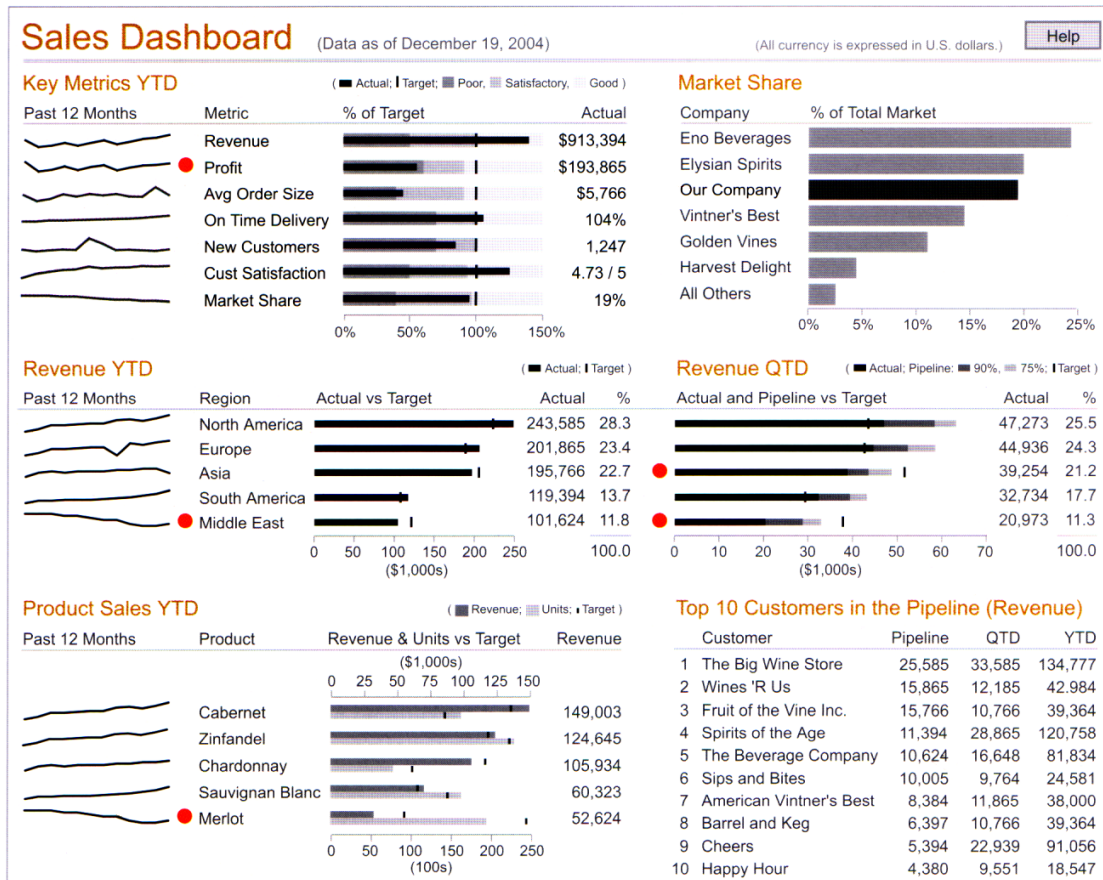 Sales Dashboard (Data as of December 19, 2004) (All currency is expressed in U.S. dollars.) Help
Key Metrics YTD ( Actual; Target; Poor, Satisfactory, Good )
Past 12 Months Metric % of Target Actual
Revenue $913,394
Profit $193,865
Avg Order Size $5,766
On Time Delivery 104%
New Customers 1,247
Cust Satisfaction 4.73 / 5
Market Share 19%
0% 50% 100% 150%
Market Share
Company % of Total Market
Eno Beverages
Elysian Spirits
Our Company
Vintner's Best
Golden Vines
Harvest Delight
All Others
0% 5% 10% 15% 20% 25%
Revenue YTD ( Actual; Target )
Past 12 Months Region Actual vs Target Actual %
North America 243,585 28.3
Europe 201,865 23.4
Asia 195,766 22.7
South America 119,394 13.7
Middle East 101,624 11.8
0 50 100 150 200 250 100.0
($1,000s)
Revenue QTD ( Actual; Pipeline: 90%, 75%; Target )
Actual and Pipeline vs Target Actual %
47,273 25.5
44,936 24.3
39,254 21.2
32,734 17.7
20,973 11.3
0 10 20 30 40 50 60 70 100.0
($1,000s)
Product Sales YTD ( Revenue; Units; Target )
Past 12 Months Product Revenue & Units vs Target Revenue
($1,000s)
0 25 50 75 100 125 150
Cabernet 149,003
Zinfandel 124,645
Chardonnay 105,934
Sauvignan Blanc 60,323
Merlot 52,624
0 50 100 150 200 250
(100s)
Top 10 Customers in the Pipeline (Revenue)
Customer Pipeline QTD YTD
1 The Big Wine Store 25,585 33,585 134,777
2 Wines 'R Us 15,865 12,185 42.984
3 Fruit of the Vine Inc. 15,766 10,766 39,364
4 Spirits of the Age 11,394 28,865 120,758
5 The Beverage Company 10,624 16,648 81,834
6 Sips and Bites 10,005 9,764 24,581
7 American Vintner's Best 8,384 11,865 38,000
8 Barrel and Keg 6,397 10,766 39,364
9 Cheers 5,394 22,939 91,056
10 Happy Hour 4,380 9,551 18,547